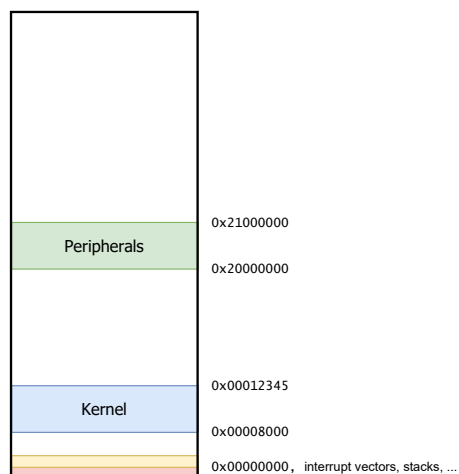 0x21000000
Peripherals
0x20000000
0x00012345
Kernel
0x00008000
0x00000000, interrupt vectors, stacks, ...